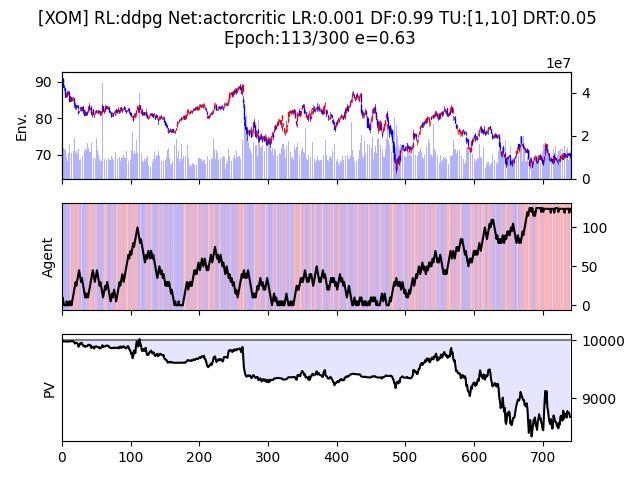 [XOM] RL:ddpg Net:actorcritic LR:0.001 DF:0.99 TU:[1,10] DRT:0.05
Epoch:113/300 e=0.63
1e7
90
80
70
Env.
4
2
0
Agent
100
50
0
PV
10000
9000
0 100 200 300 400 500 600 700